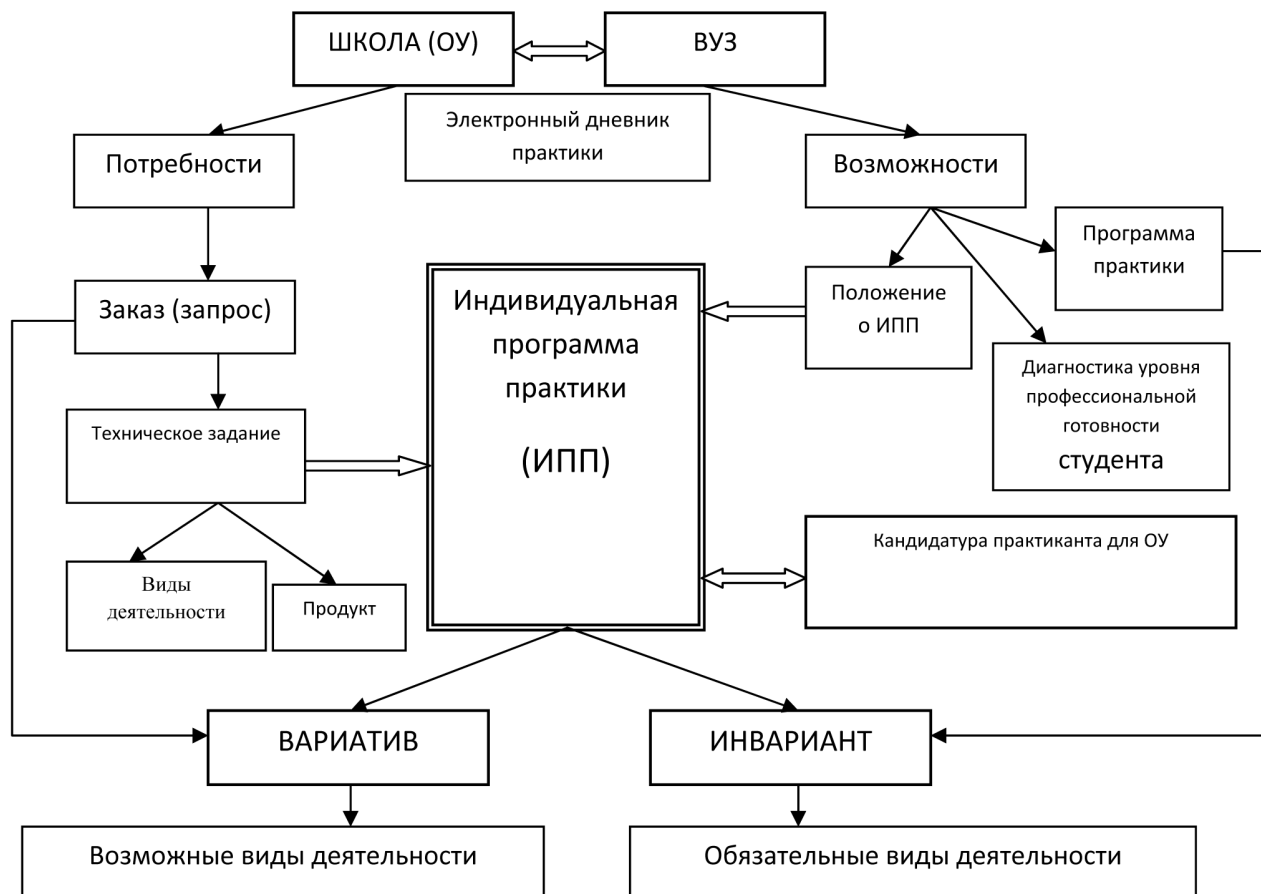 ШКОЛА (ОУ)
ВУЗ
Электронный дневник
практики
Потребности
Возможности
Программа
практики
Заказ (запрос)
Индивидуальная
программа
практики
(ИПП)
Положение
о ИПП
Диагностика уровня
профессиональной
готовности
студента
Техническое задание
Кандидатура практиканта для ОУ
Виды
деятельности
Продукт
ВАРИАТИВ
ИНВАРИАНТ
Возможные виды деятельности
Обязательные виды деятельности